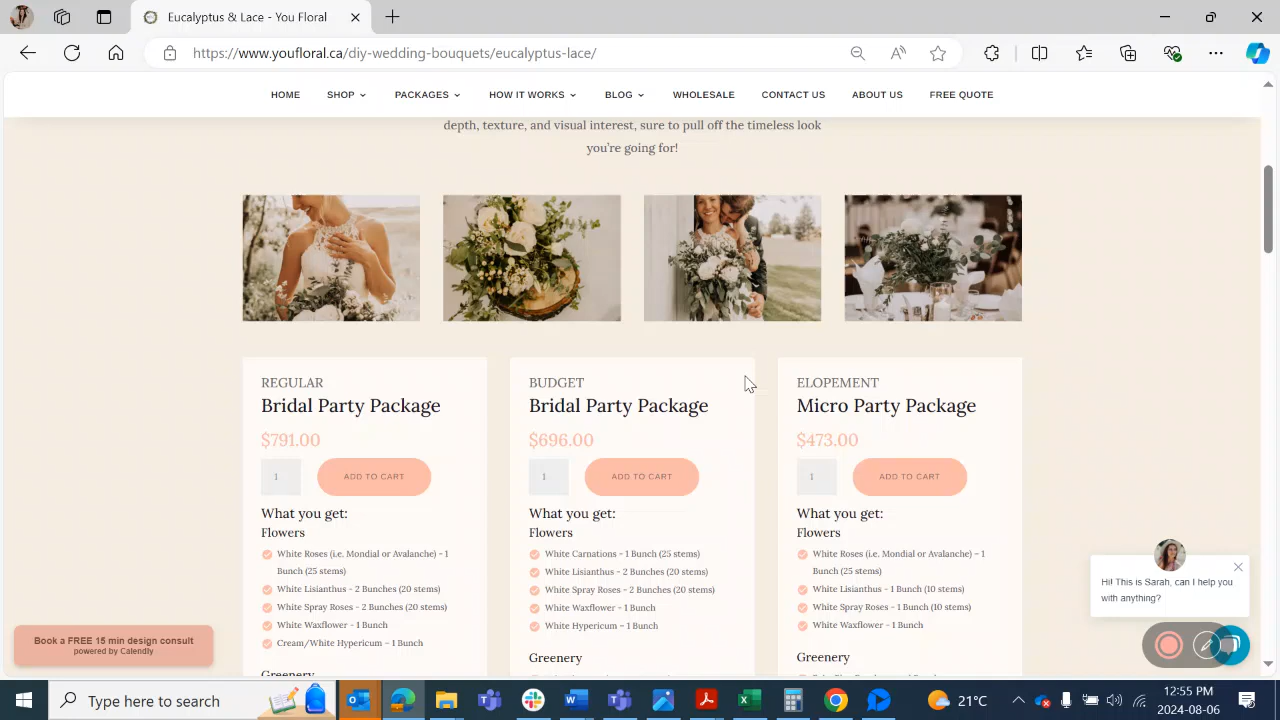 Eucalyptus & Lace
https://www.youfloral.ca/diy-wedding-bouquets/eucalyptus-lace/
HOME SHOP PACKAGES HOW IT WORKS BLOG WHOLESALE CONTACT US ABOUT US FREE QUOTE
depth, texture, and visual interest, sure to pull off the timeless look
you're going for!
REGULAR
Bridal Party Package
$791.00
1 ADD TO CART
What you get:
Flowers
White Roses (i.e. Mondial or Avalanche) - 1
Bunch (25 stems)
White Lisianthus - 2 Bunches (20 stems)
White Spray Roses - 2 Bunches (20 stems)
White Waxflower - 1 Bunch
Cream/White Hypericum – 1 Bunch
Greenery
BUDGET
Bridal Party Package
$696.00
1 ADD TO CART
What you get:
Flowers
White Carnations - 1 Bunch (25 stems)
White Lisianthus - 2 Bunches (20 stems)
White Spray Roses - 2 Bunches (20 stems)
White Waxflower - 1 Bunch
White Hypericum – 1 Bunch
Greenery
ELOPEMENT
Micro Party Package
$473.00
1 ADD TO CART
What you get:
Flowers
White Roses (i.e. Mondial or Avalanche) – 1
Bunch (25 stems)
White Lisianthus - 1 Bunch (10 stems)
White Spray Roses - 1 Bunch (10 stems)
White Waxflower - 1 Bunch
Greenery
Hi! This is Sarah, can I help you
with anything?
Book a FREE 15 min design consult
powered by Calendly
Type here to search
21°C
12:55 PM
2024-08-06